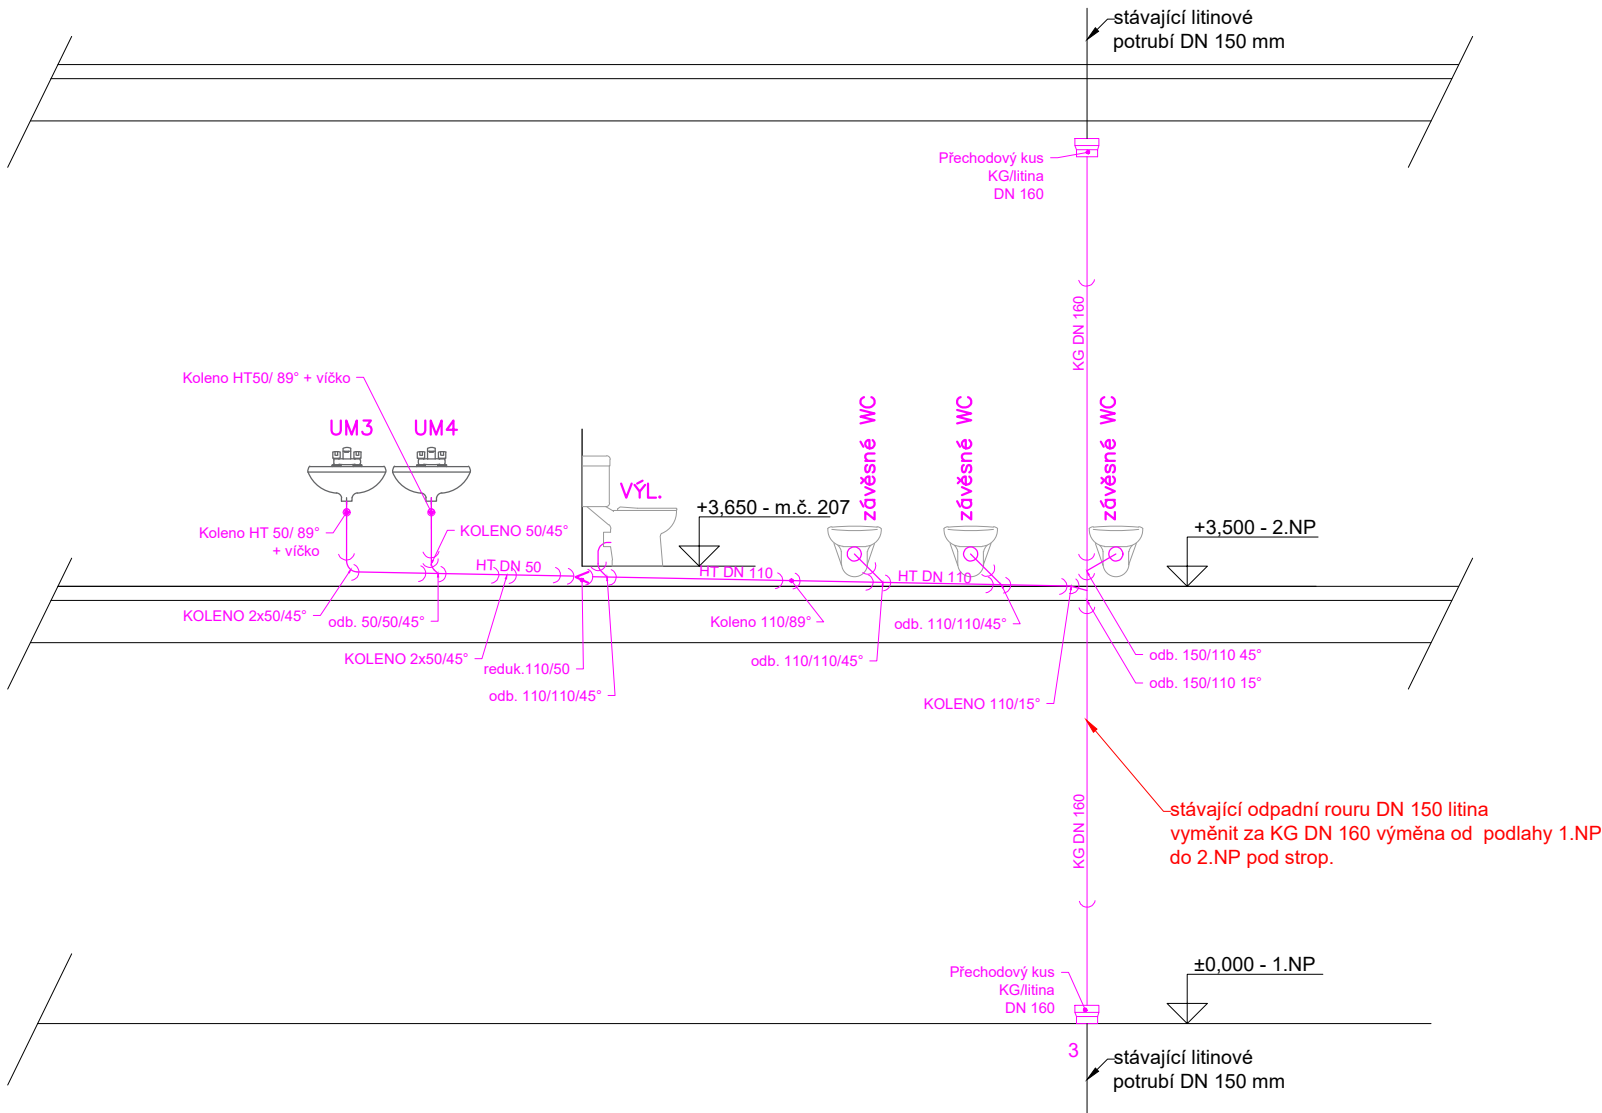 stávající litinové
potrubí DN 150 mm
Přechodový kus
KG/litina
DN 160
KG DN 160
Koleno HT50/ 89° + víčko
UM3
UM4
závěsné WC
závěsné WC
závěsné WC
VÝL.
+3,650 - m.č. 207
+3,500 - 2.NP
Koleno HT 50/ 89°
+ víčko
KOLENO 50/45°
HT DN 50
HT DN 110
HT DN 110
KOLENO 2x50/45°
odb. 50/50/45°
Koleno 110/89°
odb. 110/110/45°
KOLENO 2x50/45°
reduk.110/50
odb. 110/110/45°
odb. 150/110 45°
odb. 110/110/45°
odb. 150/110 15°
KOLENO 110/15°
stávající odpadní rouru DN 150 litina
vyměnit za KG DN 160 výměna od podlahy 1.NP
do 2.NP pod strop.
KG DN 160
±0,000 - 1.NP
Přechodový kus
KG/litina
DN 160
3
stávající litinové
potrubí DN 150 mm